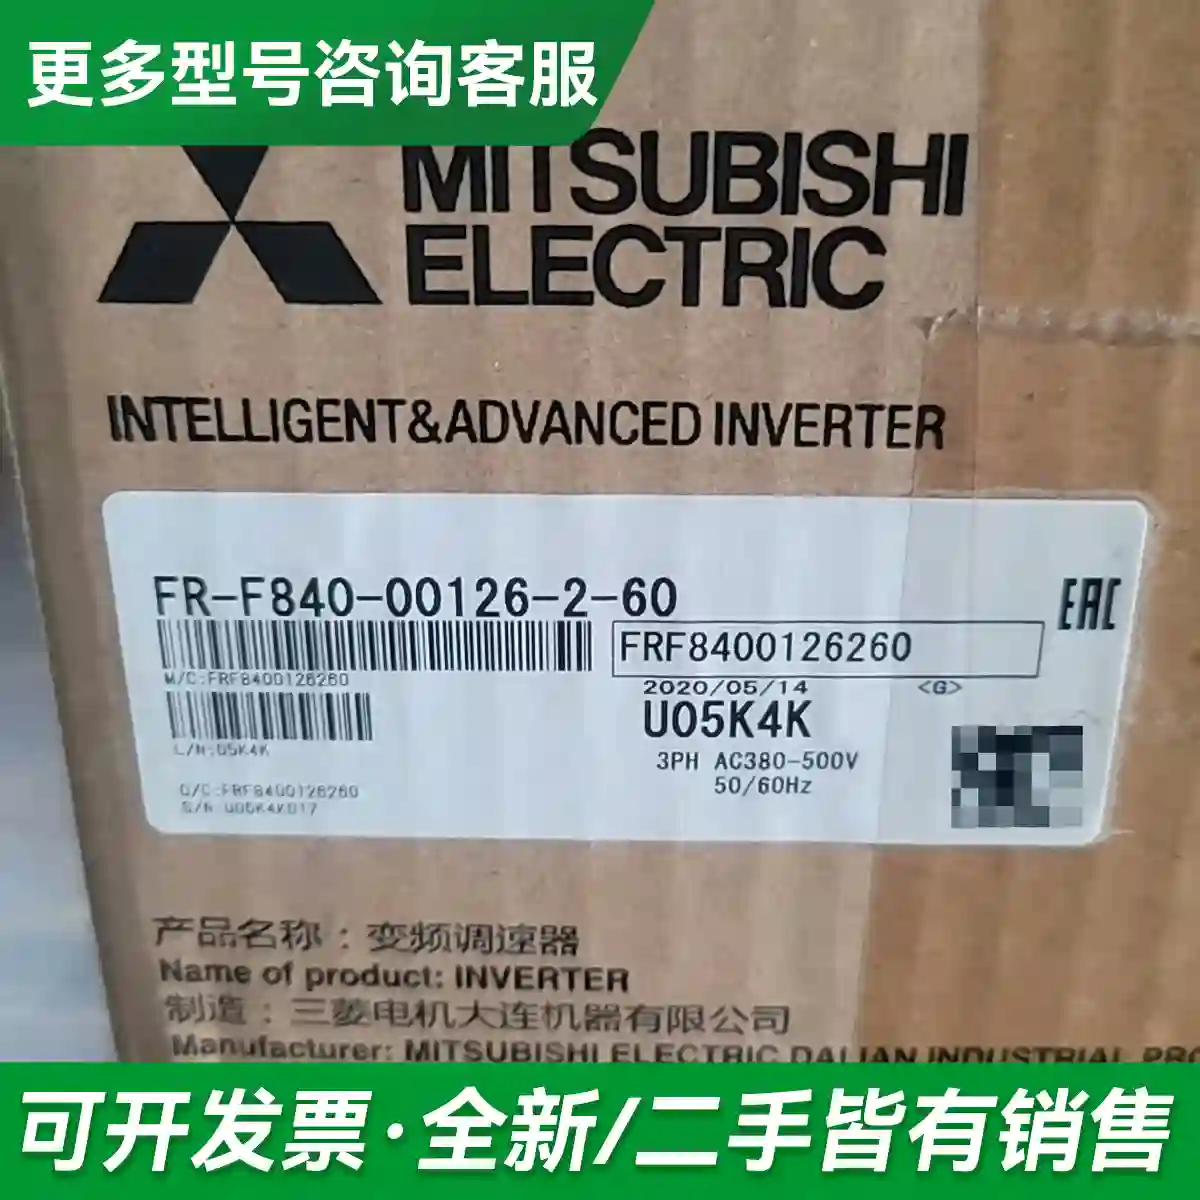 更多型号咨询客服
MITSUBISHI
ELECTRIC
INTELLIGENT&ADVANCED INVERTER
FR-F840-00126-2-60
EAC
FRF8400126260
M/C:FRF8400126260
2020/05/14 <G>
U05K4K
L/N:U5K4K
3PH AC380-500V
50/60Hz
O/C:FRF8400126260
S/N:U05K4K017
产品名称：变频调速器
Name of product: INVERTER
制造：三菱电机大连机器有限公司
Manufacturer: MITSUBISHI ELECTRIC DALIAN INDUSTRIAL PRO
可开发票·全新/二手皆有销售